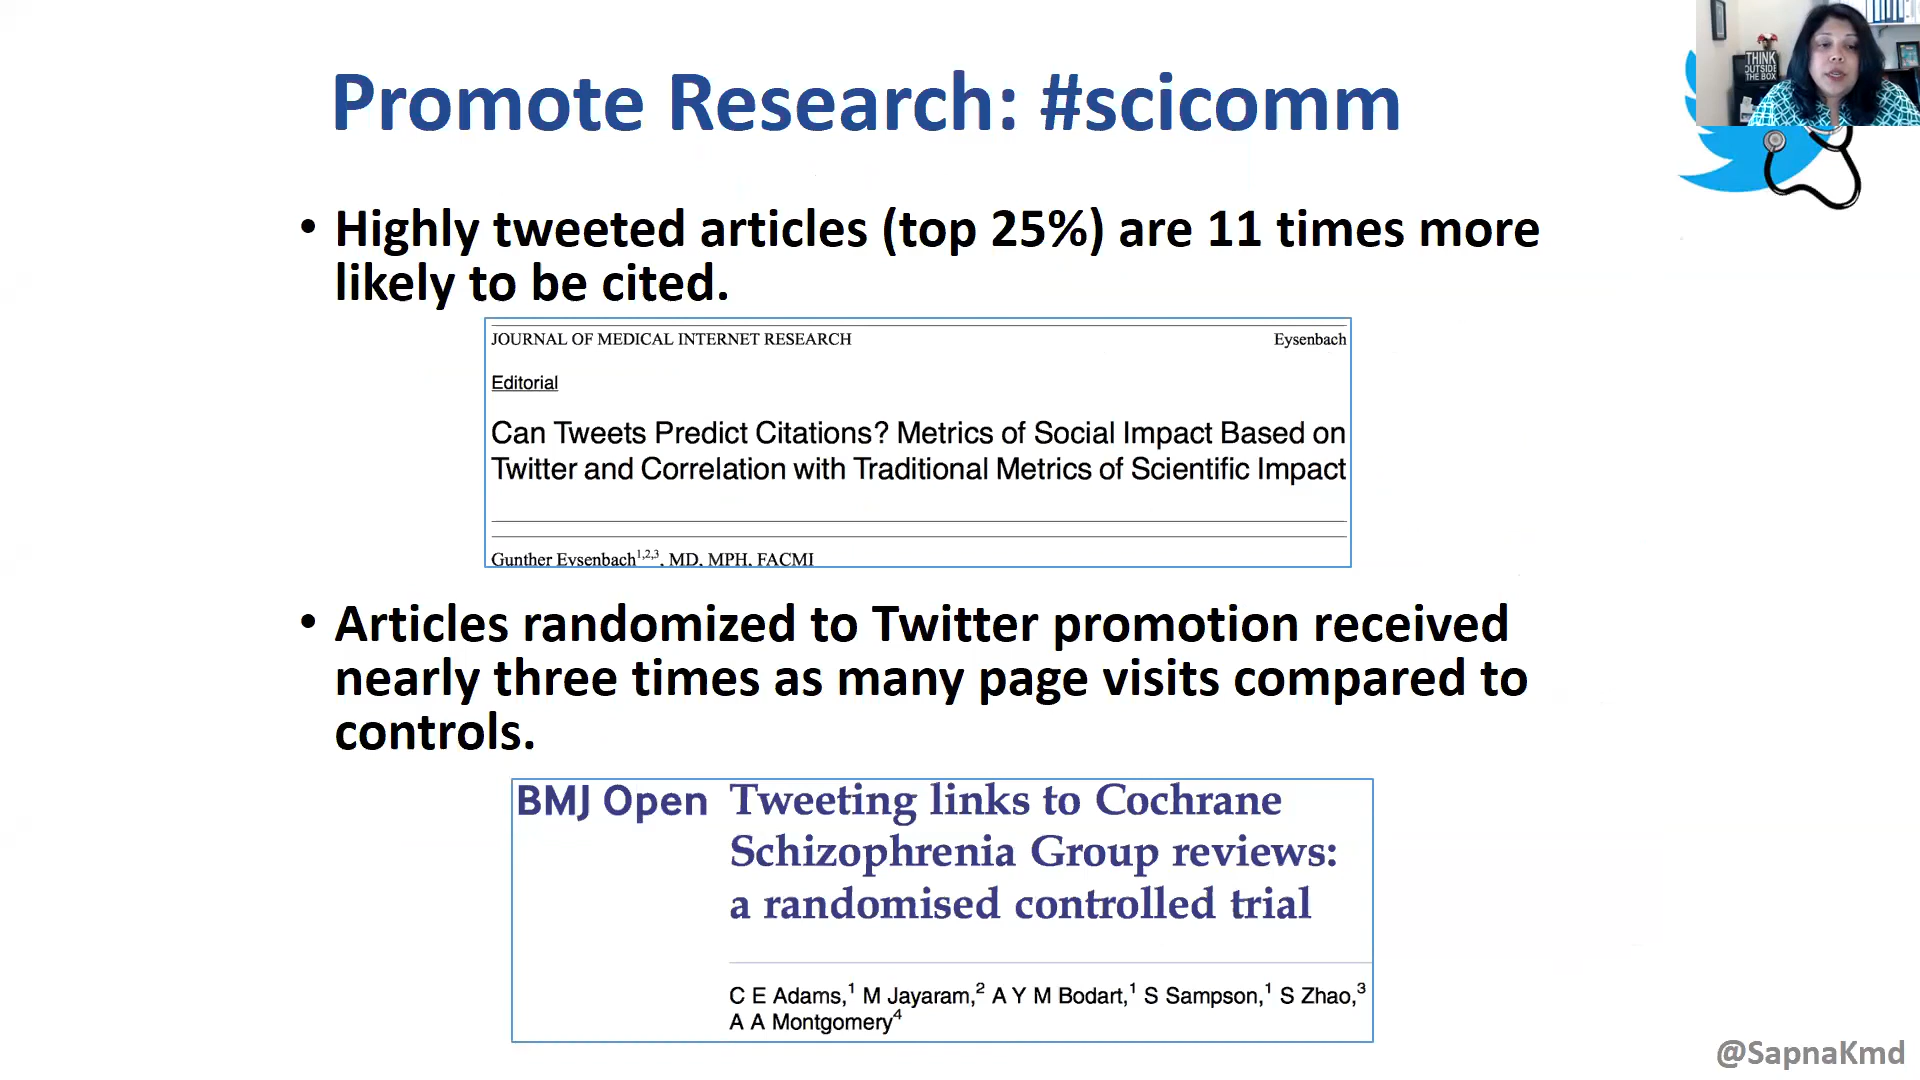 Promote Research: #scicomm
THINK
OUTSIDE
THE BOX
• Highly tweeted articles (top 25%) are 11 times more
likely to be cited.
JOURNAL OF MEDICAL INTERNET RESEARCH Eysenbach
Editorial
Can Tweets Predict Citations? Metrics of Social Impact Based on
Twitter and Correlation with Traditional Metrics of Scientific Impact
Gunther Eysenbach1,2,3, MD, MPH, FACMI
• Articles randomized to Twitter promotion received
nearly three times as many page visits compared to
controls.
BMJ Open Tweeting links to Cochrane
Schizophrenia Group reviews:
a randomised controlled trial
C E Adams,1 M Jayaram,2 A Y M Bodart,1 S Sampson,1 S Zhao,3
A A Montgomery4
@SapnaKmd